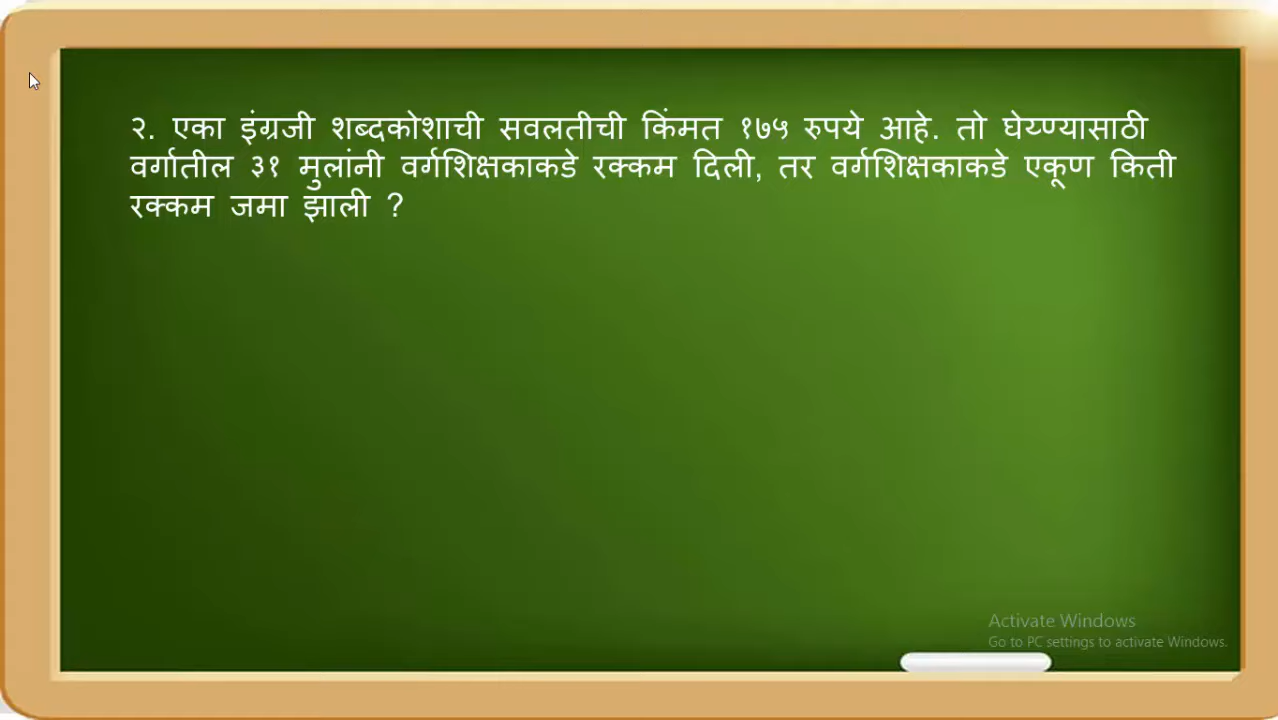 २. एका इंग्रजी शब्दकोशाची सवलतीची किंमत १७५ रुपये आहे. तो घेय्ण्यासाठी
वर्गातील ३१ मुलांनी वर्गशिक्षकाकडे रक्कम दिली, तर वर्गशिक्षकाकडे एकूण किती
रक्कम जमा झाली ?
Activate Windows
Go to PC settings to activate Windows.